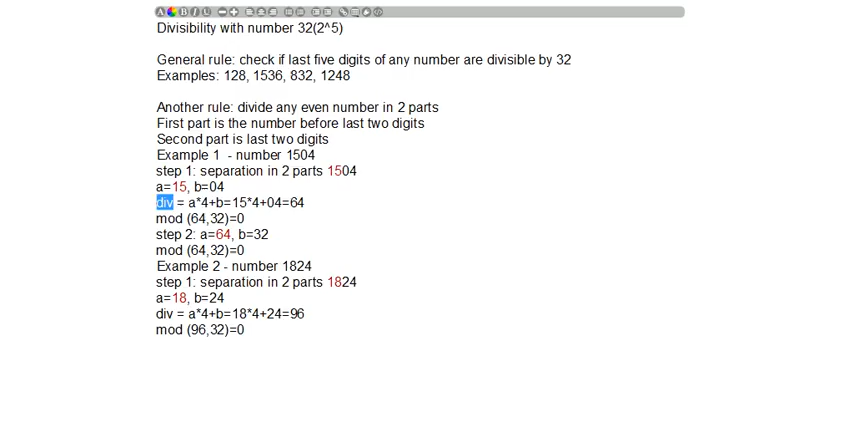 Divisibility with number 32(2^5)
General rule: check if last five digits of any number are divisible by 32
Examples: 128, 1536, 832, 1248
Another rule: divide any even number in 2 parts
First part is the number before last two digits
Second part is last two digits
Example 1  - number 1504
step 1: separation in 2 parts 1504
a=15, b=04
div = a*4+b=15*4+04=64
mod (64,32)=0
step 2: a=64, b=32
mod (64,32)=0
Example 2 - number 1824
step 1: separation in 2 parts 1824
a=18, b=24
div = a*4+b=18*4+24=96
mod (96,32)=0